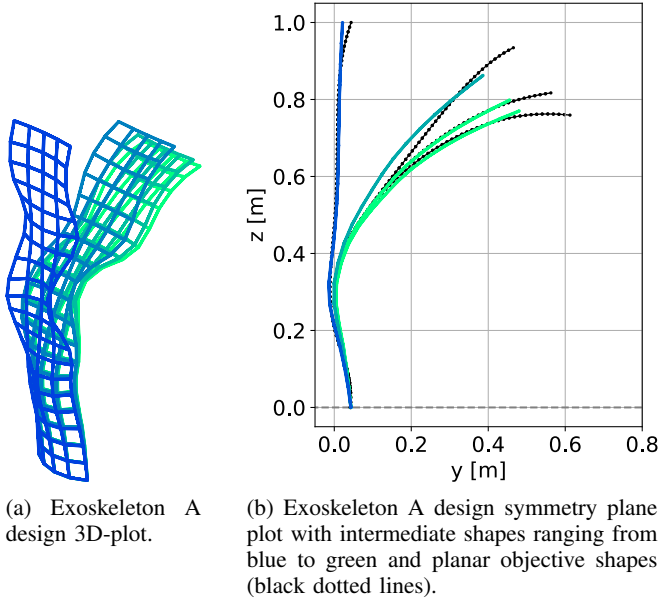 1.0
0.8
0.6
0.4
0.2
0.0
z [m]
0.0 0.2 0.4 0.6 0.8
y [m]
(a) Exoskeleton A
design 3D-plot.
(b) Exoskeleton A design symmetry plane
plot with intermediate shapes ranging from
blue to green and planar objective shapes
(black dotted lines).